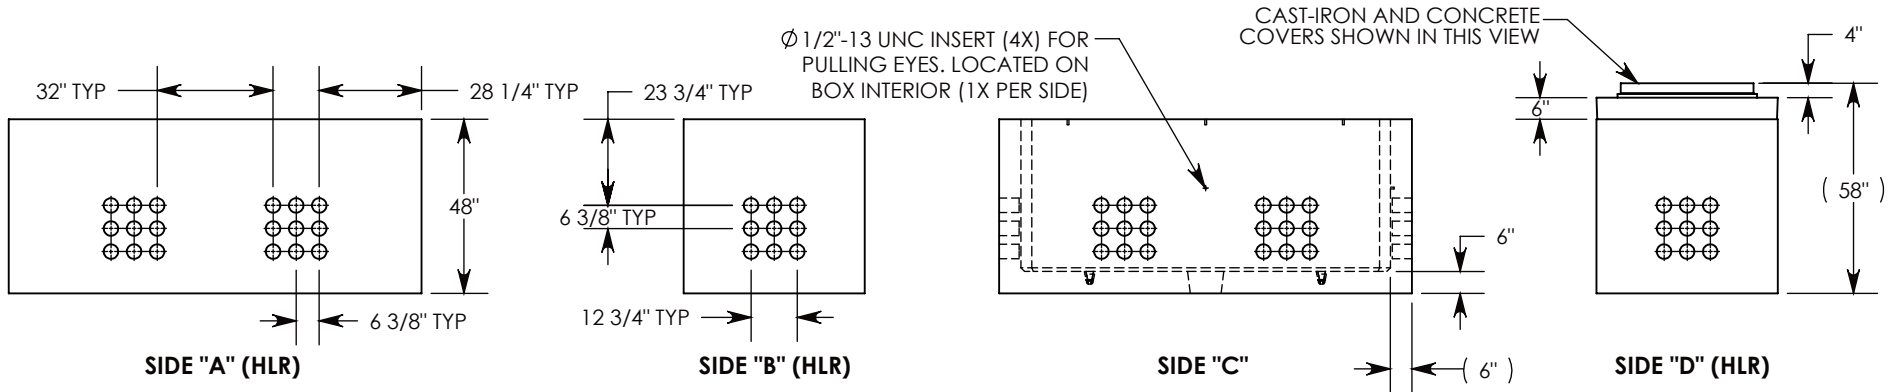 CAST-IRON AND CONCRETE
COVERS SHOWN IN THIS VIEW
Ø 1/2"-13 UNC INSERT (4X) FOR
PULLING EYES. LOCATED ON
BOX INTERIOR (1X PER SIDE)
4"
32" TYP
28 1/4" TYP
23 3/4" TYP
6"
48"
6 3/8" TYP
( 58" )
6"
6 3/8" TYP
12 3/4" TYP
SIDE "A" (HLR)
SIDE "B" (HLR)
SIDE "C"
( 6" )
SIDE "D" (HLR)